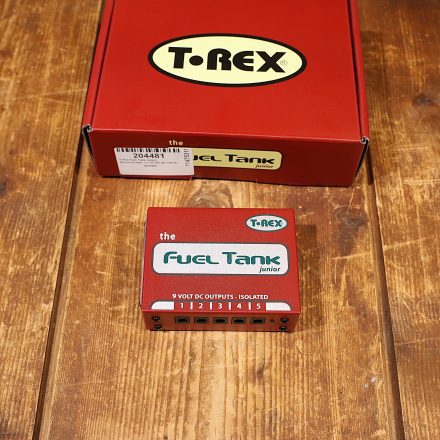 T•REX®
the
204481
FUEL TANK
junior
T•REX
the
FUEL TANK
junior
9 VOLT DC OUTPUTS - ISOLATED
1 2 3 4 5